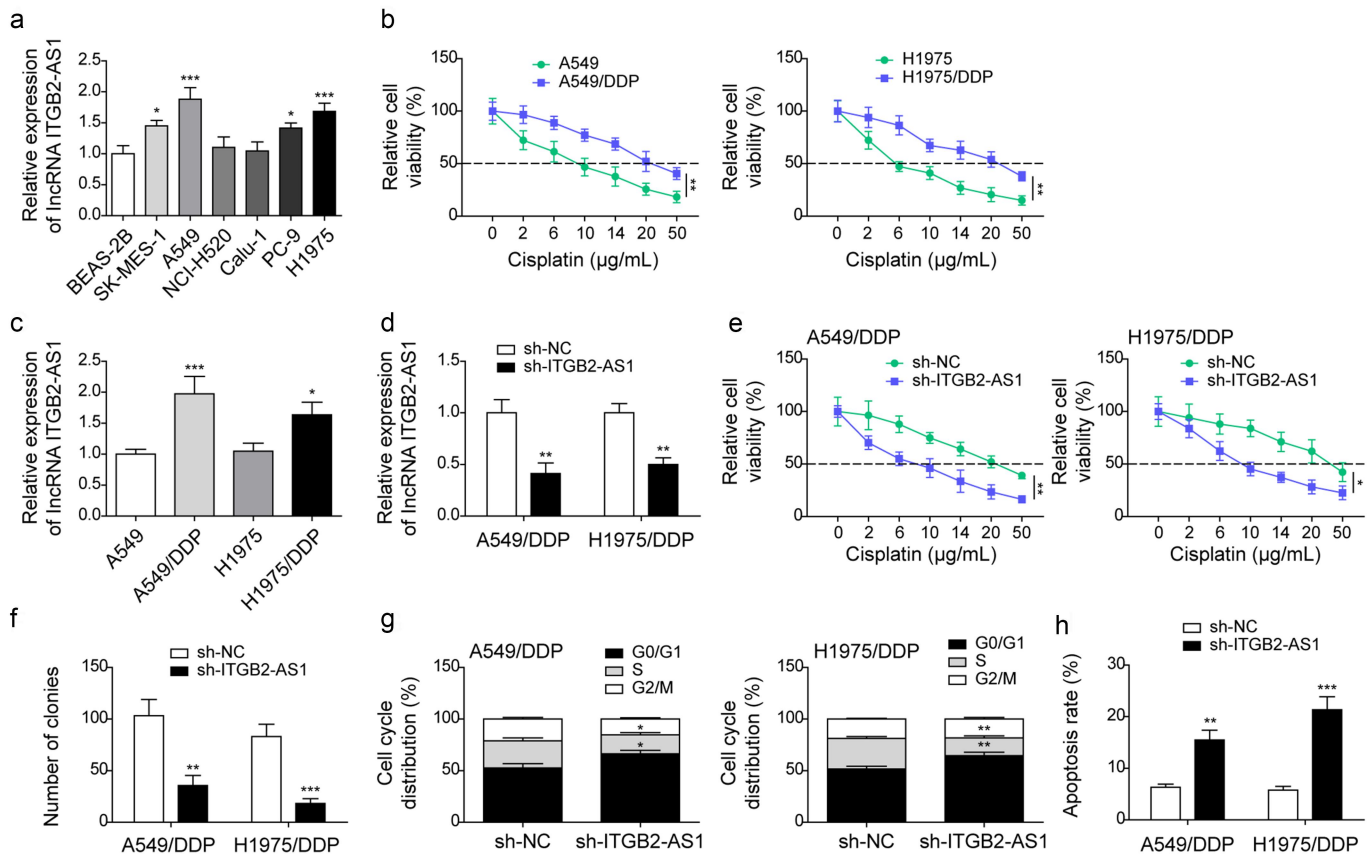 a
Relative expression
of lncRNA ITGB2-AS1
2.5
2.0
1.5
1.0
0.5
0.0
*
***
*
***
BEAS-2B
SK-MES-1
A549
NCI-H520
Calu-1
PC-9
H1975
b
Relative cell
viability (%)
150
100
50
0
A549
A549/DDP
**
0 2 6 10 14 20 50
Cisplatin (µg/mL)
Relative cell
viability (%)
150
100
50
0
H1975
H1975/DDP
**
0 2 6 10 14 20 50
Cisplatin (µg/mL)
c
Relative expression
of lncRNA ITGB2-AS1
2.5
2.0
1.5
1.0
0.5
0.0
***
*
A549
A549/DDP
H1975
H1975/DDP
d
Relative expression
of lncRNA ITGB2-AS1
1.5
1.0
0.5
0.0
sh-NC
sh-ITGB2-AS1
**
**
A549/DDP H1975/DDP
e
A549/DDP
Relative cell
viability (%)
150
100
50
0
sh-NC
sh-ITGB2-AS1
**
0 2 6 10 14 20 50
Cisplatin (µg/mL)
H1975/DDP
Relative cell
viability (%)
150
100
50
0
sh-NC
sh-ITGB2-AS1
*
0 2 6 10 14 20 50
Cisplatin (µg/mL)
f
Number of clonies
150
100
50
0
sh-NC
sh-ITGB2-AS1
**
***
A549/DDP H1975/DDP
g
A549/DDP
Cell cycle
distribution (%)
150
100
50
0
G0/G1
S
G2/M
*
*
sh-NC sh-ITGB2-AS1
H1975/DDP
Cell cycle
distribution (%)
150
100
50
0
G0/G1
S
G2/M
**
**
sh-NC sh-ITGB2-AS1
h
Apoptosis rate (%)
30
20
10
0
sh-NC
sh-ITGB2-AS1
**
***
A549/DDP H1975/DDP